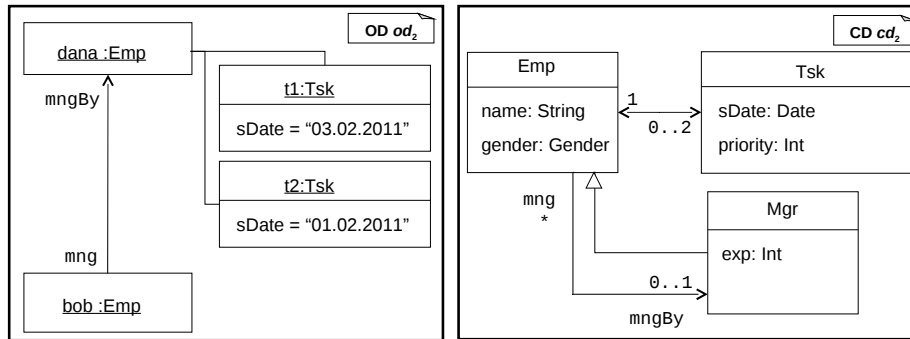 OD od₂
dana :Emp
mngBy
t1:Tsk
sDate = “03.02.2011”
t2:Tsk
sDate = “01.02.2011”
mng
bob :Emp
CD cd₂
Emp
name: String
gender: Gender
1
0..2
Tsk
sDate: Date
priority: Int
mng
*
Mgr
exp: Int
0..1
mngBy